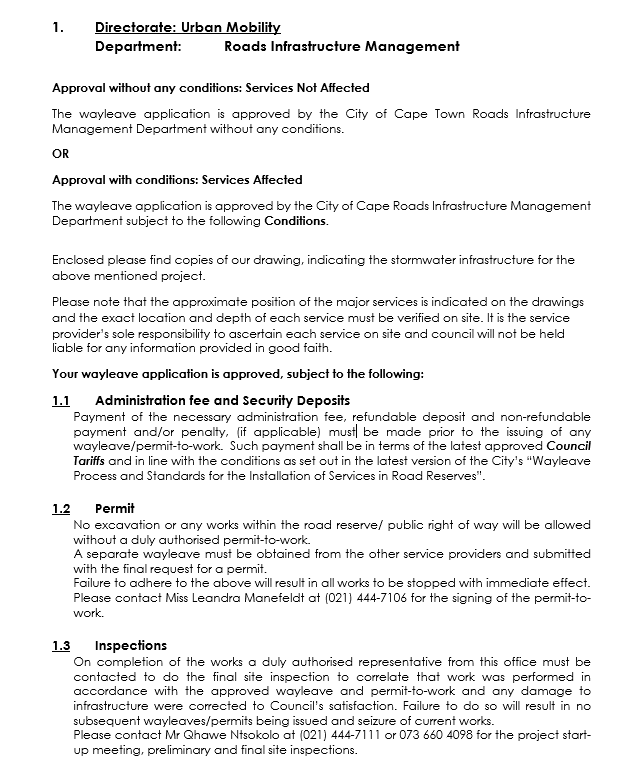 1. Directorate: Urban Mobility
Department: Roads Infrastructure Management
Approval without any conditions: Services Not Affected
The wayleave application is approved by the City of Cape Town Roads Infrastructure
Management Department without any conditions.
OR
Approval with conditions: Services Affected
The wayleave application is approved by the City of Cape Roads Infrastructure Management
Department subject to the following Conditions.
Enclosed please find copies of our drawing, indicating the stormwater infrastructure for the
above mentioned project.
Please note that the approximate position of the major services is indicated on the drawings
and the exact location and depth of each service must be verified on site. It is the service
provider's sole responsibility to ascertain each service on site and council will not be held
liable for any information provided in good faith.
Your wayleave application is approved, subject to the following:
1.1 Administration fee and Security Deposits
Payment of the necessary administration fee, refundable deposit and non-refundable
payment and/or penalty, (if applicable) must be made prior to the issuing of any
wayleave/permit-to-work. Such payment shall be in terms of the latest approved Council
Tariffs and in line with the conditions as set out in the latest version of the City's "Wayleave
Process and Standards for the Installation of Services in Road Reserves".
1.2 Permit
No excavation or any works within the road reserve/ public right of way will be allowed
without a duly authorised permit-to-work.
A separate wayleave must be obtained from the other service providers and submitted
with the final request for a permit.
Failure to adhere to the above will result in all works to be stopped with immediate effect.
Please contact Miss Leandra Manefeldt at (021) 444-7106 for the signing of the permit-to-
work.
1.3 Inspections
On completion of the works a duly authorised representative from this office must be
contacted to do the final site inspection to correlate that work was performed in
accordance with the approved wayleave and permit-to-work and any damage to
infrastructure were corrected to Council's satisfaction. Failure to do so will result in no
subsequent wayleaves/permits being issued and seizure of current works.
Please contact Mr Qhawe Ntsokolo at (021) 444-7111 or 073 660 4098 for the project start-
up meeting, preliminary and final site inspections.